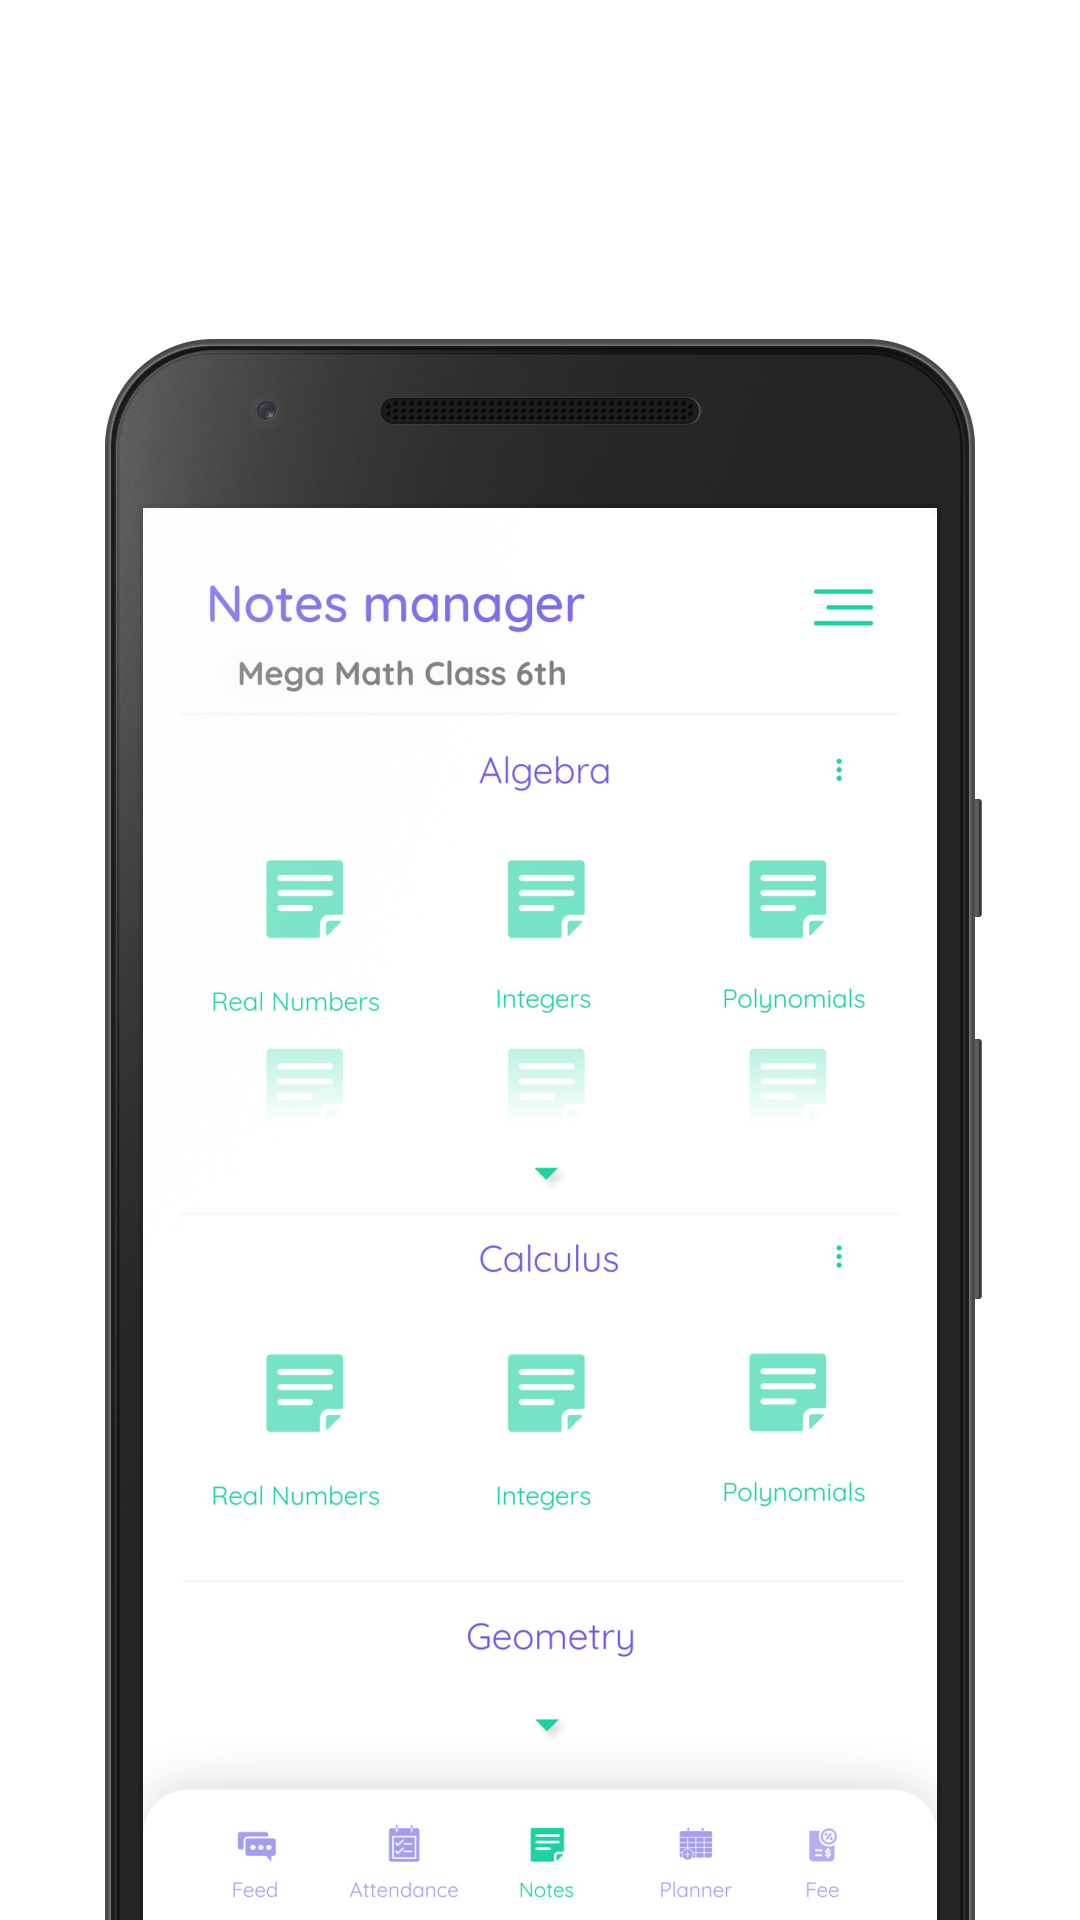 Notes manager
Mega Math Class 6th
Algebra
Real Numbers Integers Polynomials
Calculus
Real Numbers Integers Polynomials
Geometry
Feed Attendance Notes Planner Fee